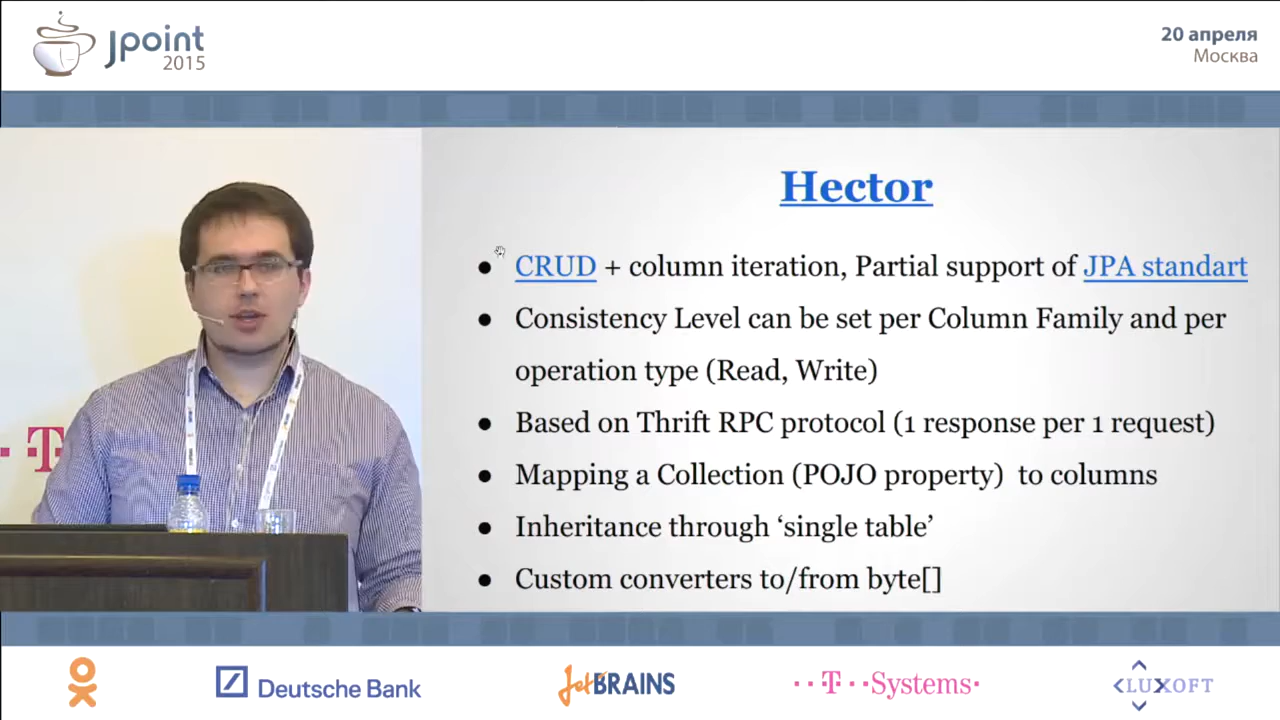 Jpoint
2015
20 апреля
Москва
Hector
● CRUD + column iteration, Partial support of JPA standart
● Consistency Level can be set per Column Family and per
operation type (Read, Write)
● Based on Thrift RPC protocol (1 response per 1 request)
● Mapping a Collection (POJO property) to columns
● Inheritance through ‘single table’
● Custom converters to/from byte[]
Deutsche Bank
JetBRAINS
T Systems
LUXOFT